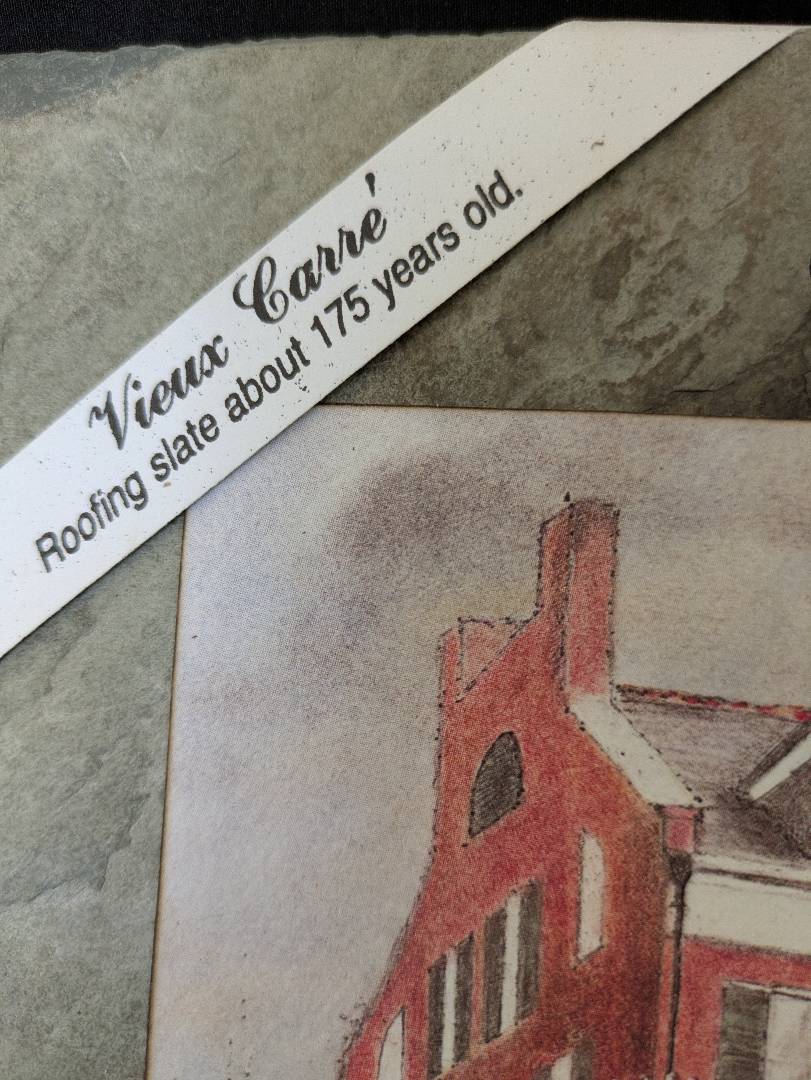 Vieux Carré
Roofing slate about 175 years old.